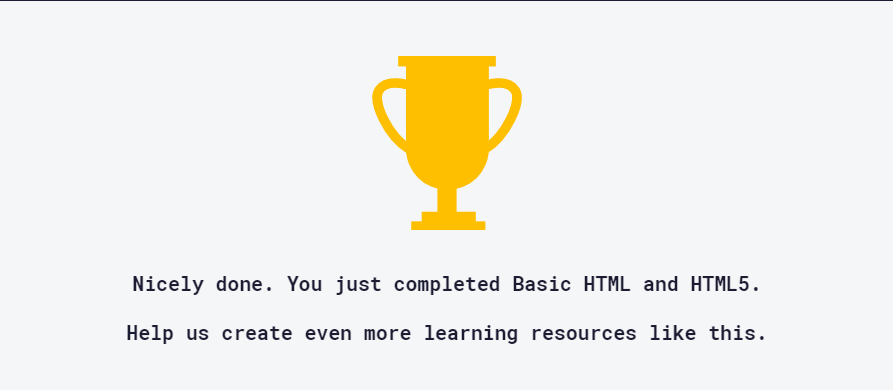 Nicely done. You just completed Basic HTML and HTML5.
Help us create even more learning resources like this.